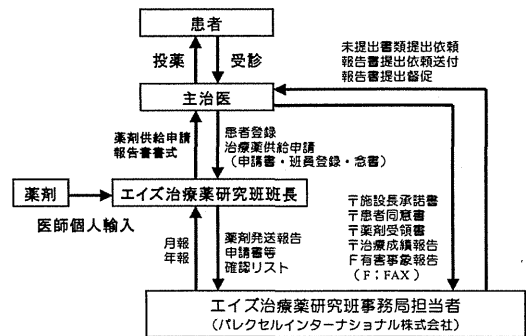 患者
投薬
受診
未提出書類提出依頼
報告書提出依頼送付
報告書提出督促
主治医
薬剤供給申請
報告書書式
患者登録
治療薬供給申請
(申請書・班員登録・念書)
薬剤
エイズ治療薬研究班班長
医師個人輸入
〒施設長承諾書
〒患者同意書
〒薬剤受領書
〒治療成績報告
F有害事象報告
(F;FAX)
月報
年報
薬剤発送報告
申請書等
確認リスト
エイズ治療薬研究班事務局担当者
(パレクセルインターナショナル株式会社)